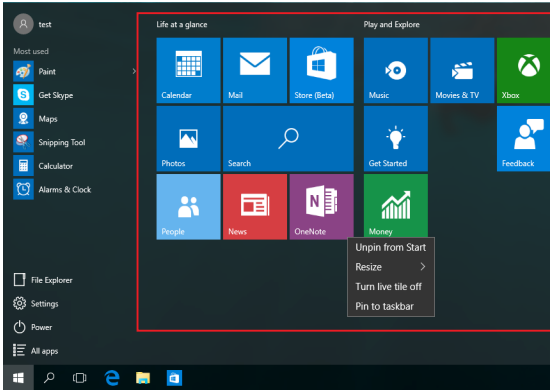 test
Most used
Paint
Get Skype
Maps
Snipping Tool
Calculator
Alarms & Clock
File Explorer
Settings
Power
All apps
Life at a glance
Calendar
Mail
Store (Beta)
Photos
Search
People
News
OneNote
Play and Explore
Music
Movies & TV
Xbox
Get Started
Feedback
Money
Unpin from Start
Resize
Turn live tile off
Pin to taskbar